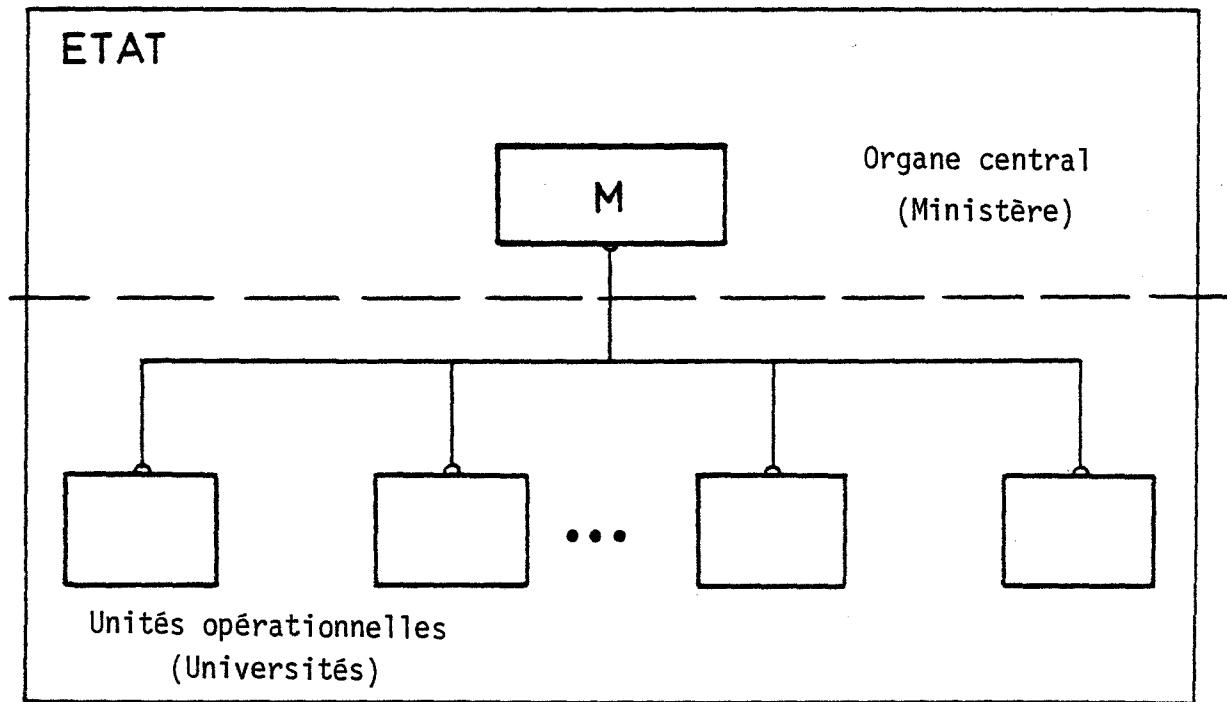 ETAT
Organe central
(Ministère)
M
Unités opérationnelles
(Universités)